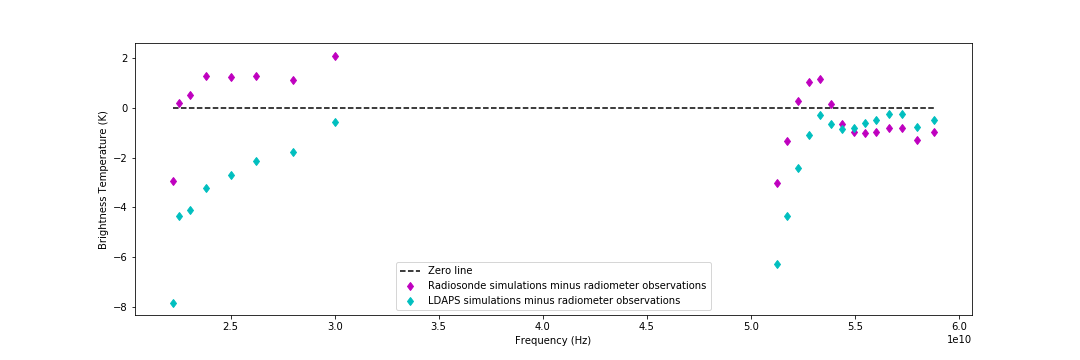 2
0
−2
−4
−6
−8
Brightness Temperature (K)
Zero line
Radiosonde simulations minus radiometer observations
LDAPS simulations minus radiometer observations
2.5 3.0 3.5 4.0 4.5 5.0 5.5 6.0
1e10
Frequency (Hz)